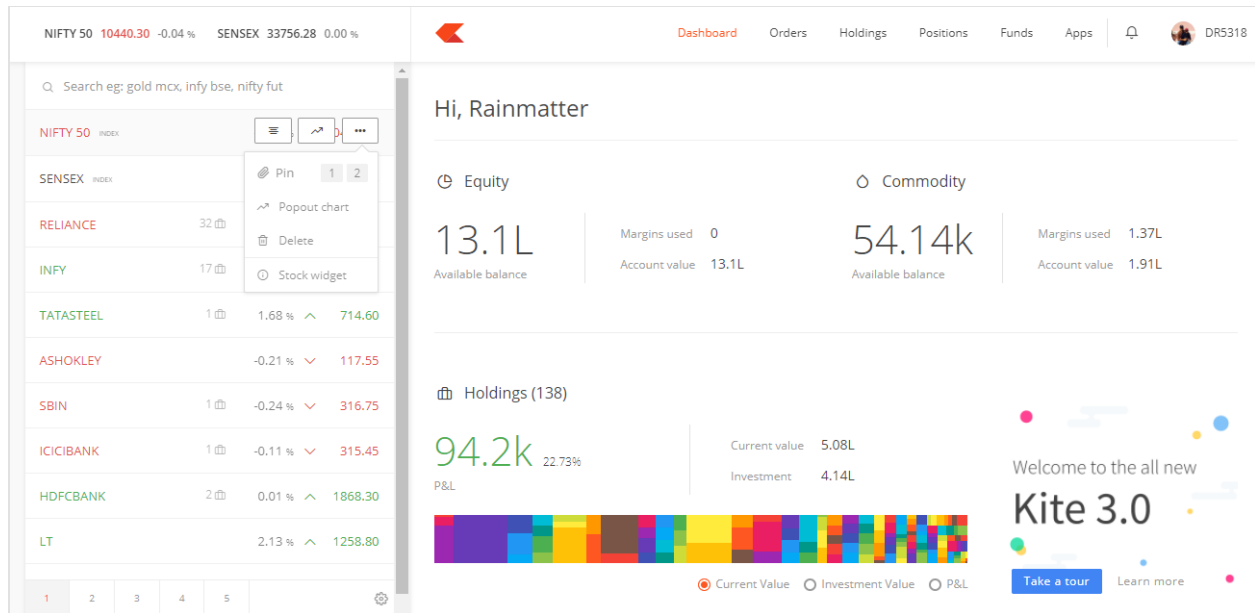 NIFTY 50 10440.30 -0.04 % SENSEX 33756.28 0.00 %
Dashboard Orders Holdings Positions Funds Apps DR5318
Search eg: gold mcx, infy bse, nifty fut
NIFTY 50 INDEX
SENSEX INDEX
RELIANCE 32
INFY 17
TATASTEEL 1 1.68 % 714.60
ASHOKLEY -0.21 % 117.55
SBIN 1 -0.24 % 316.75
ICICIBANK 1 -0.11 % 315.45
HDFCBANK 2 0.01 % 1868.30
LT 2.13 % 1258.80
1 2 3 4 5
Pin 1 2
Popout chart
Delete
Stock widget
Hi, Rainmatter
Equity
13.1L
Available balance
Margins used 0
Account value 13.1L
Commodity
54.14k
Available balance
Margins used 1.37L
Account value 1.91L
Holdings (138)
94.2k 22.73%
P&L
Current value 5.08L
Investment 4.14L
Current Value Investment Value P&L
Welcome to the all new
Kite 3.0
Take a tour Learn more